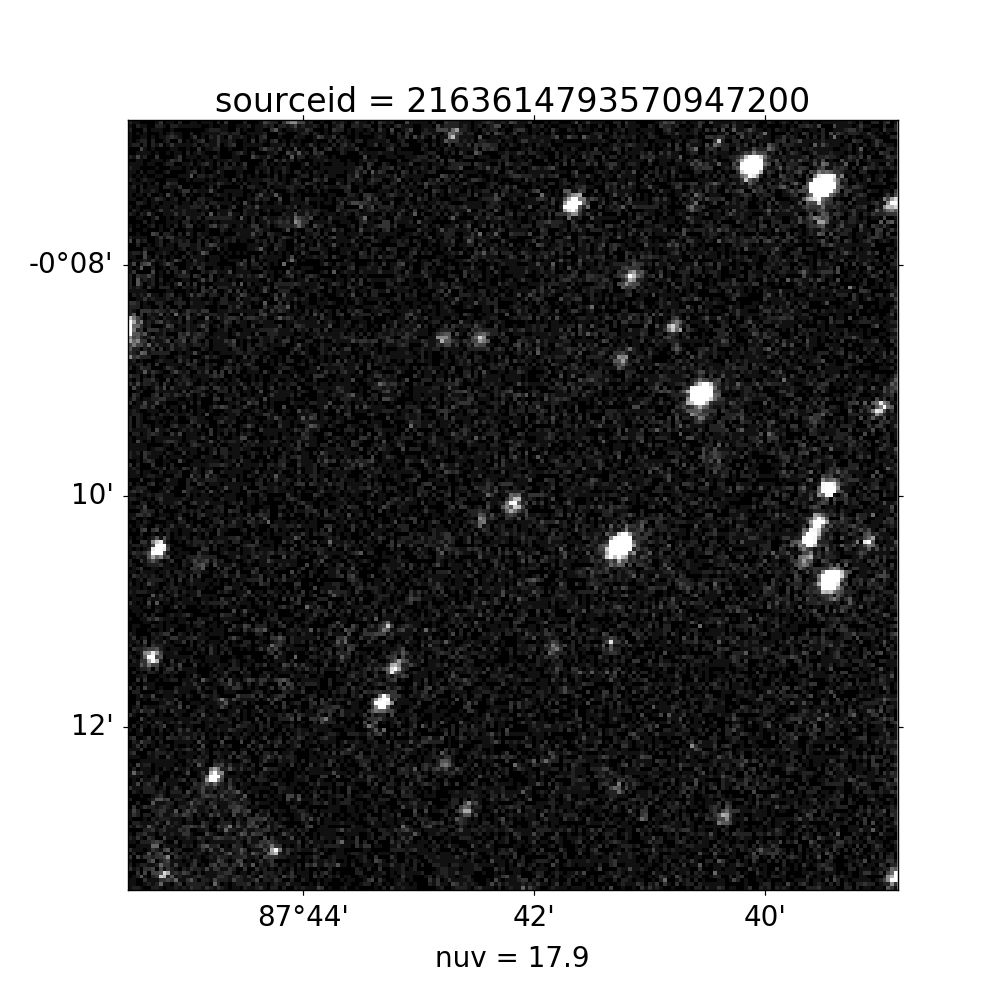 sourceid = 2163614793570947200
-0°08'
10'
12'
87°44' 42' 40'
nuv = 17.9